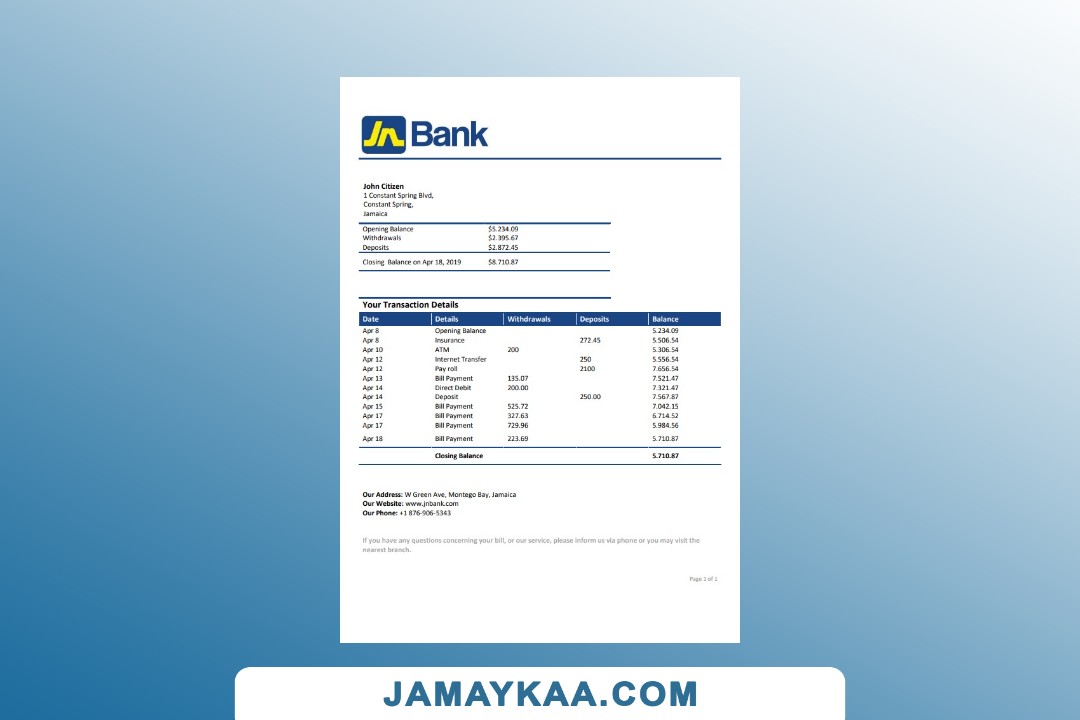 Jn Bank
John Citizen
1 Constant Spring Blvd,
Constant Spring,
Jamaica
Opening Balance $5.234.09
Withdrawals $2.395.67
Deposits $2.872.45
Closing Balance on Apr 18, 2019 $8.710.87
Your Transaction Details
Date Details Withdrawals Deposits Balance
Apr 8 Opening Balance 5.234.09
Apr 8 Insurance 272.45 5.506.54
Apr 10 ATM 200 5.306.54
Apr 12 Internet Transfer 250 5.556.54
Apr 12 Pay roll 2100 7.656.54
Apr 13 Bill Payment 135.07 7.521.47
Apr 14 Direct Debit 200.00 7.321.47
Apr 14 Deposit 250.00 7.567.87
Apr 15 Bill Payment 525.72 7.042.15
Apr 17 Bill Payment 327.63 6.714.52
Apr 17 Bill Payment 729.96 5.984.56
Apr 18 Bill Payment 223.69 5.710.87
Closing Balance 5.710.87
Our Address: W Green Ave, Montego Bay, Jamaica
Our Website: www.jnbank.com
Our Phone: +1 876-906-5343
If you have any questions concerning your bill, or our service, please inform us via phone or you may visit the
nearest branch.
Page 1 of 1
JAMAYKAA.COM